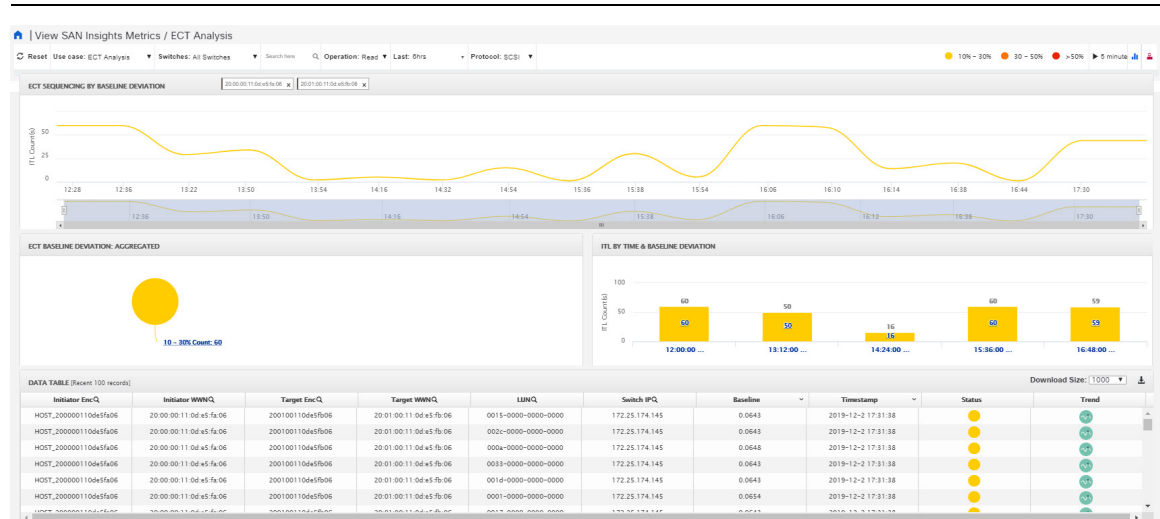 | View SAN Insights Metrics / ECT Analysis
Reset Use case: ECT Analysis ▼ Switches: All Switches ▼ Search here Operation: Read ▼ Last: 6hrs Protocol: SCSI ▼ 10% - 30% 30 - 50% >50% ▶ 5 minute
ECT SEQUENCING BY BASELINE DEVIATION 20:00:00:11:0d:e5:fa:06 x 20:01:00:11:0d:e5:fb:06 x
ITL Count(s)
50
25
0
12:28 12:36 13:22 13:50 13:54 14:16 14:32 14:54 15:36 15:38 15:54 16:06 16:10 16:14 16:38 16:44 17:30
12:36 13:50 14:16 14:54 15:38 16:06 16:12 16:38 17:30
ECT BASELINE DEVIATION: AGGREGATED
10 - 30% Count: 60
ITL BY TIME & BASELINE DEVIATION
ITL Count(s)
100
50
0
60 50 16 60 59
60 50 16 60 59
12:00:00 ... 13:12:00 ... 14:24:00 ... 15:36:00 ... 16:48:00 ...
DATA TABLE [Recent 100 records] Download Size: 1000 ▼
Initiator Enc Initiator WWN Target Enc Target WWN LUN Switch IP Baseline Timestamp Status Trend
HOST_200000110de5fa06 20:00:00:11:0d:e5:fa:06 200100110de5fb06 20:01:00:11:0d:e5:fb:06 0015-0000-0000-0000 172.25.174.145 0.0643 2019-12-2 17:31:38
HOST_200000110de5fa06 20:00:00:11:0d:e5:fa:06 200100110de5fb06 20:01:00:11:0d:e5:fb:06 002c-0000-0000-0000 172.25.174.145 0.0643 2019-12-2 17:31:38
HOST_200000110de5fa06 20:00:00:11:0d:e5:fa:06 200100110de5fb06 20:01:00:11:0d:e5:fb:06 000a-0000-0000-0000 172.25.174.145 0.0648 2019-12-2 17:31:38
HOST_200000110de5fa06 20:00:00:11:0d:e5:fa:06 200100110de5fb06 20:01:00:11:0d:e5:fb:06 0033-0000-0000-0000 172.25.174.145 0.0643 2019-12-2 17:31:38
HOST_200000110de5fa06 20:00:00:11:0d:e5:fa:06 200100110de5fb06 20:01:00:11:0d:e5:fb:06 001d-0000-0000-0000 172.25.174.145 0.0643 2019-12-2 17:31:38
HOST_200000110de5fa06 20:00:00:11:0d:e5:fa:06 200100110de5fb06 20:01:00:11:0d:e5:fb:06 0001-0000-0000-0000 172.25.174.145 0.0654 2019-12-2 17:31:38